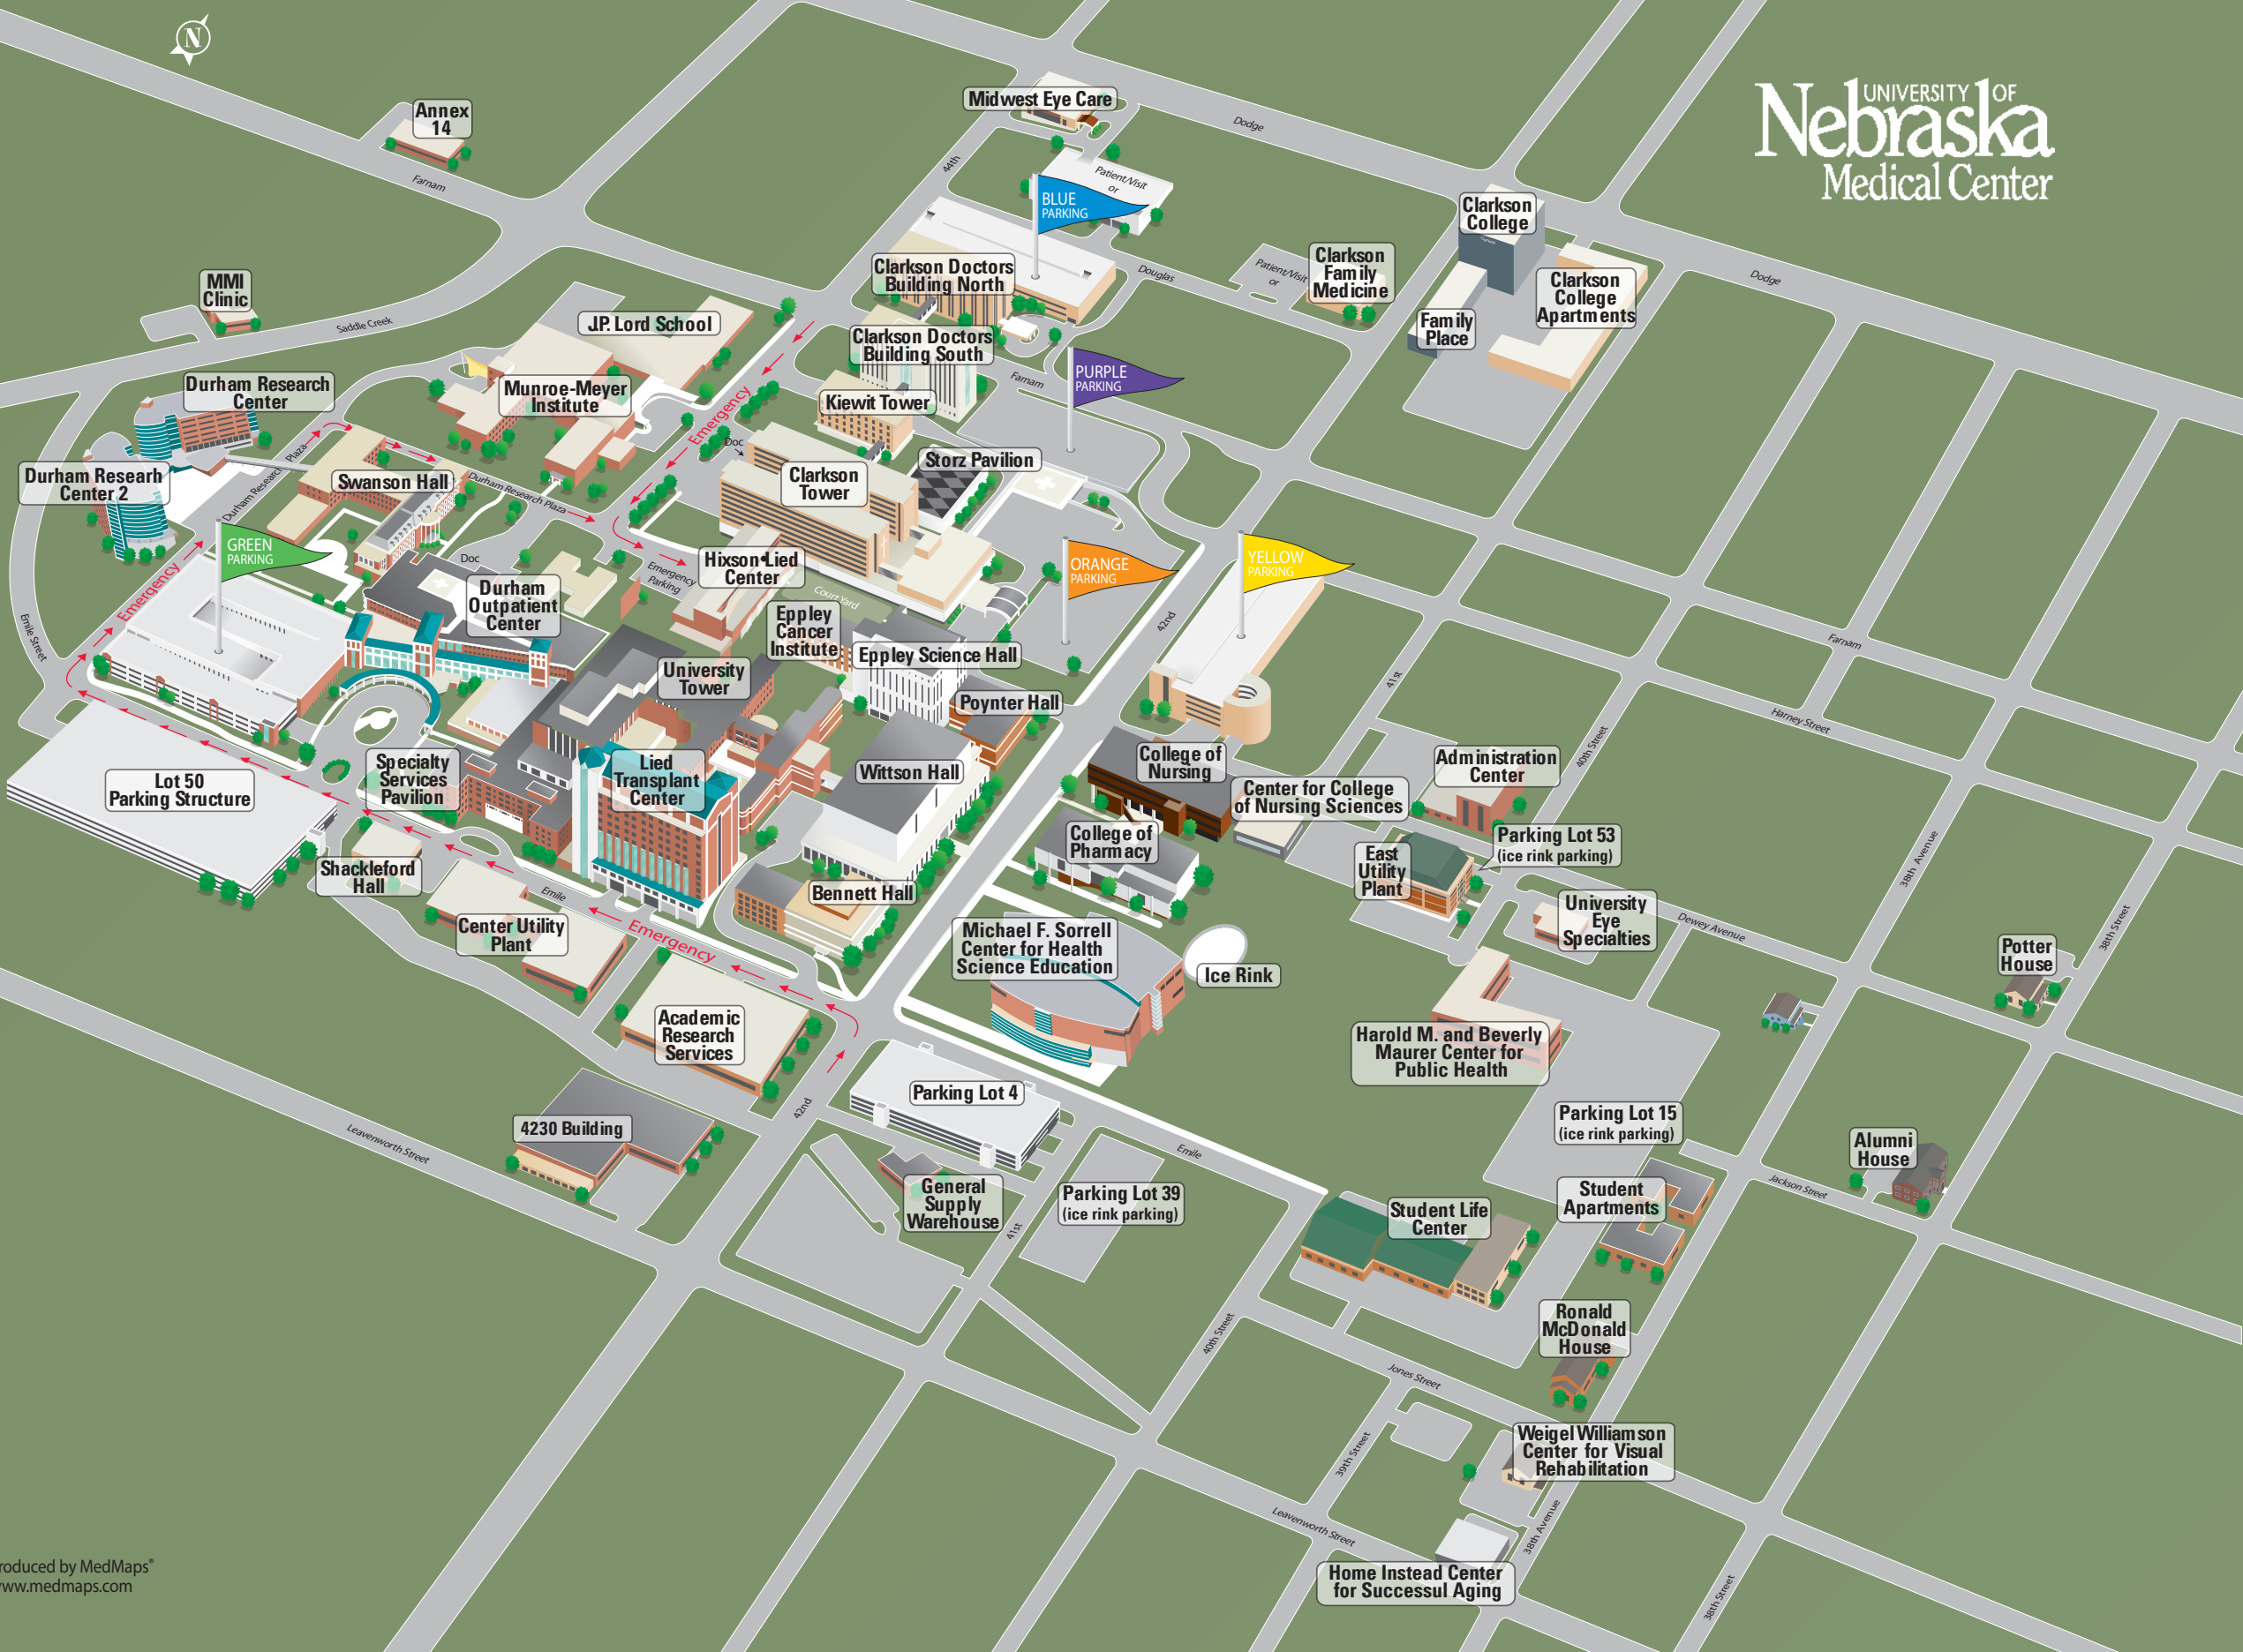 N
UNIVERSITY OF
Nebraska
Medical Center
Midwest Eye Care
Annex
14
Dodge
44th
Patient/Visit
or
Farnam
BLUE
PARKING
Clarkson
College
Clarkson Doctors
Building North
Douglas
Patient/Visit
or
Clarkson
Family
Medicine
Clarkson
College
Apartments
Dodge
MMI
Clinic
Saddle Creek
J.P. Lord School
Family
Place
Clarkson Doctors
Building South
Farnam
PURPLE
PARKING
Durham Research
Center
Munroe-Meyer
Institute
Emergency
Kiewit Tower
Doc
Plaza
Durham Research
Durham Researh
Center 2
Swanson Hall
Durham Research Plaza
Clarkson
Tower
Storz Pavilion
GREEN
PARKING
Doc
Emergency
Emergency
Parking
Hixson•Lied
Center
ORANGE
PARKING
YELLOW
PARKING
Durham
Outpatient
Center
Court Yard
Eppley
Cancer
Institute
Eppley Science Hall
42nd
Emile Street
Farnam
University
Tower
41st
Poynter Hall
Harney Street
40th Street
Lot 50
Parking Structure
Specialty
Services
Pavilion
Lied
Transplant
Center
Wittson Hall
College of
Nursing
Administration
Center
Center for College
of Nursing Sciences
College of
Pharmacy
Parking Lot 53
(ice rink parking)
38th Avenue
East
Utility
Plant
Shackleford
Hall
Emile
Bennett Hall
University
Eye
Specialties
Dewey Avenue
38th Street
Center Utility
Plant
Emergency
Michael F. Sorrell
Center for Health
Science Education
Ice Rink
Potter
House
Academic
Research
Services
Harold M. and Beverly
Maurer Center for
Public Health
Parking Lot 4
42nd
Parking Lot 15
(ice rink parking)
4230 Building
Leavenworth Street
Emile
Alumni
House
Jackson Street
General
Supply
Warehouse
Parking Lot 39
(ice rink parking)
41st
Student Life
Center
Student
Apartments
40th Street
Ronald
McDonald
House
Jones Street
39th Street
Weigel Williamson
Center for Visual
Rehabilitation
Leavenworth Street
38th Avenue
Home Instead Center
for Successul Aging
38th Street
roduced by MedMaps®
www.medmaps.com